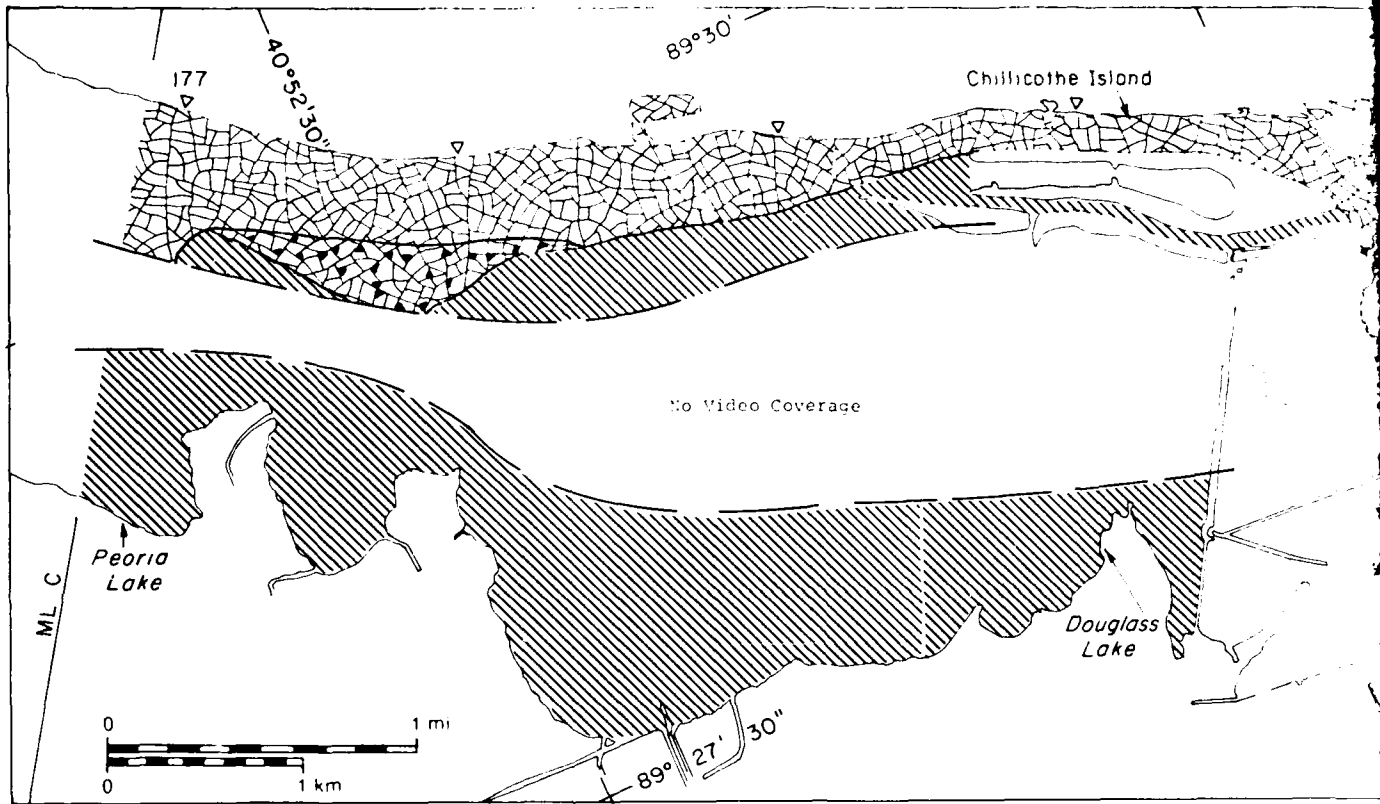 177
40°52'30"
89°30'
Chillicothe Island
No Video Coverage
Peoria
Lake
Douglass
Lake
ML C
0
1 mi
0
1 km
89° 27' 30"